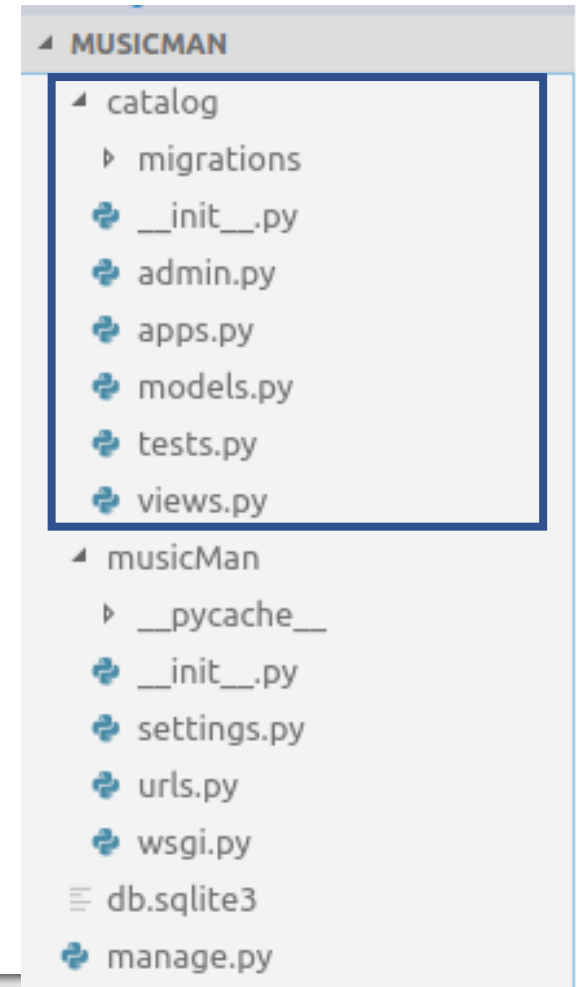 MUSICMAN
catalog
migrations
__init__.py
admin.py
apps.py
models.py
tests.py
views.py
musicMan
__pycache__
__init__.py
settings.py
urls.py
wsgi.py
db.sqlite3
manage.py